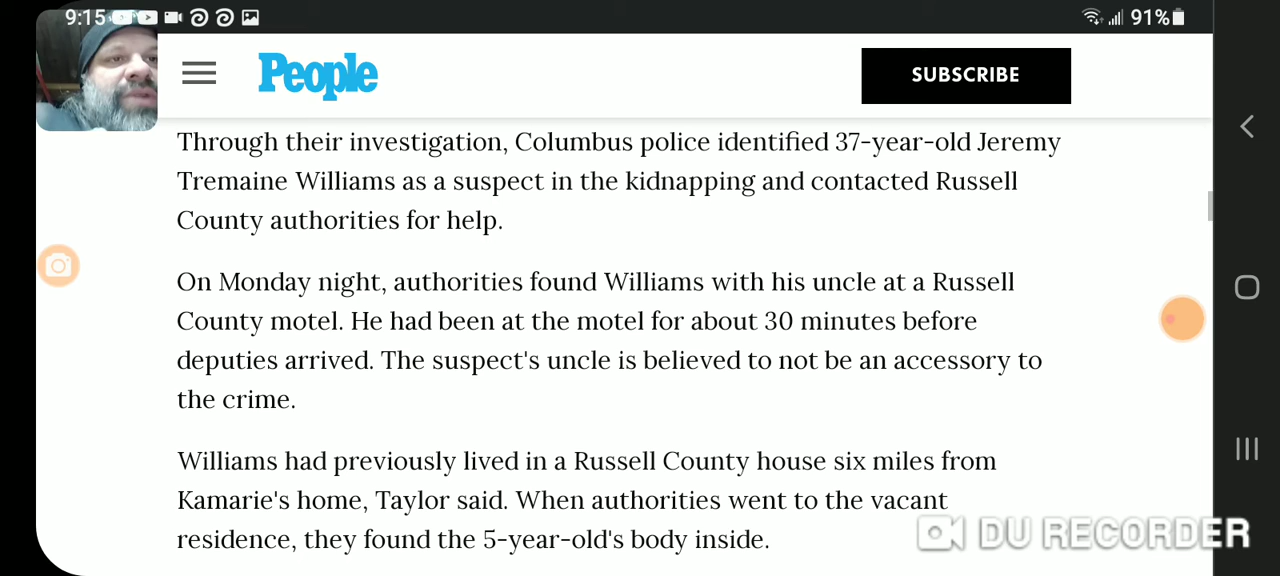 9:15
91%
People
SUBSCRIBE
Through their investigation, Columbus police identified 37-year-old Jeremy
Tremaine Williams as a suspect in the kidnapping and contacted Russell
County authorities for help.
On Monday night, authorities found Williams with his uncle at a Russell
County motel. He had been at the motel for about 30 minutes before
deputies arrived. The suspect's uncle is believed to not be an accessory to
the crime.
Williams had previously lived in a Russell County house six miles from
Kamarie's home, Taylor said. When authorities went to the vacant
residence, they found the 5-year-old's body inside.
DU RECORDER